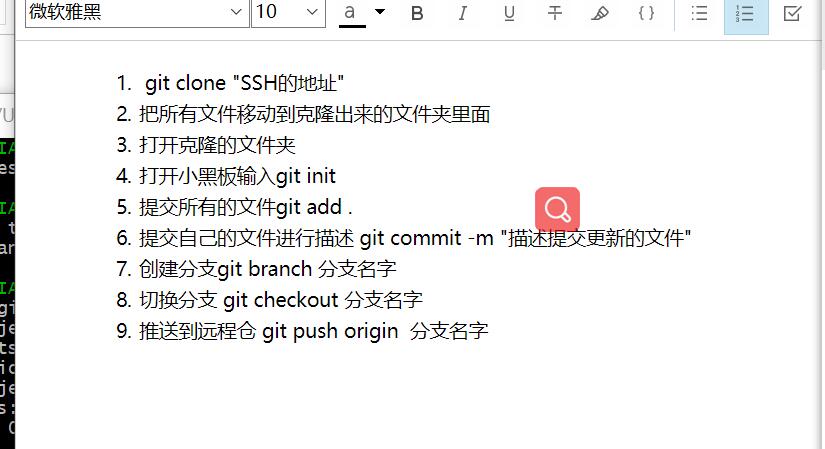 微软雅黑 10 a B I U { }
1. git clone "SSH的地址"
2. 把所有文件移动到克隆出来的文件夹里面
3. 打开克隆的文件夹
4. 打开小黑板输入git init
5. 提交所有的文件git add .
6. 提交自己的文件进行描述 git commit -m "描述提交更新的文件"
7. 创建分支git branch 分支名字
8. 切换分支 git checkout 分支名字
9. 推送到远程仓 git push origin 分支名字